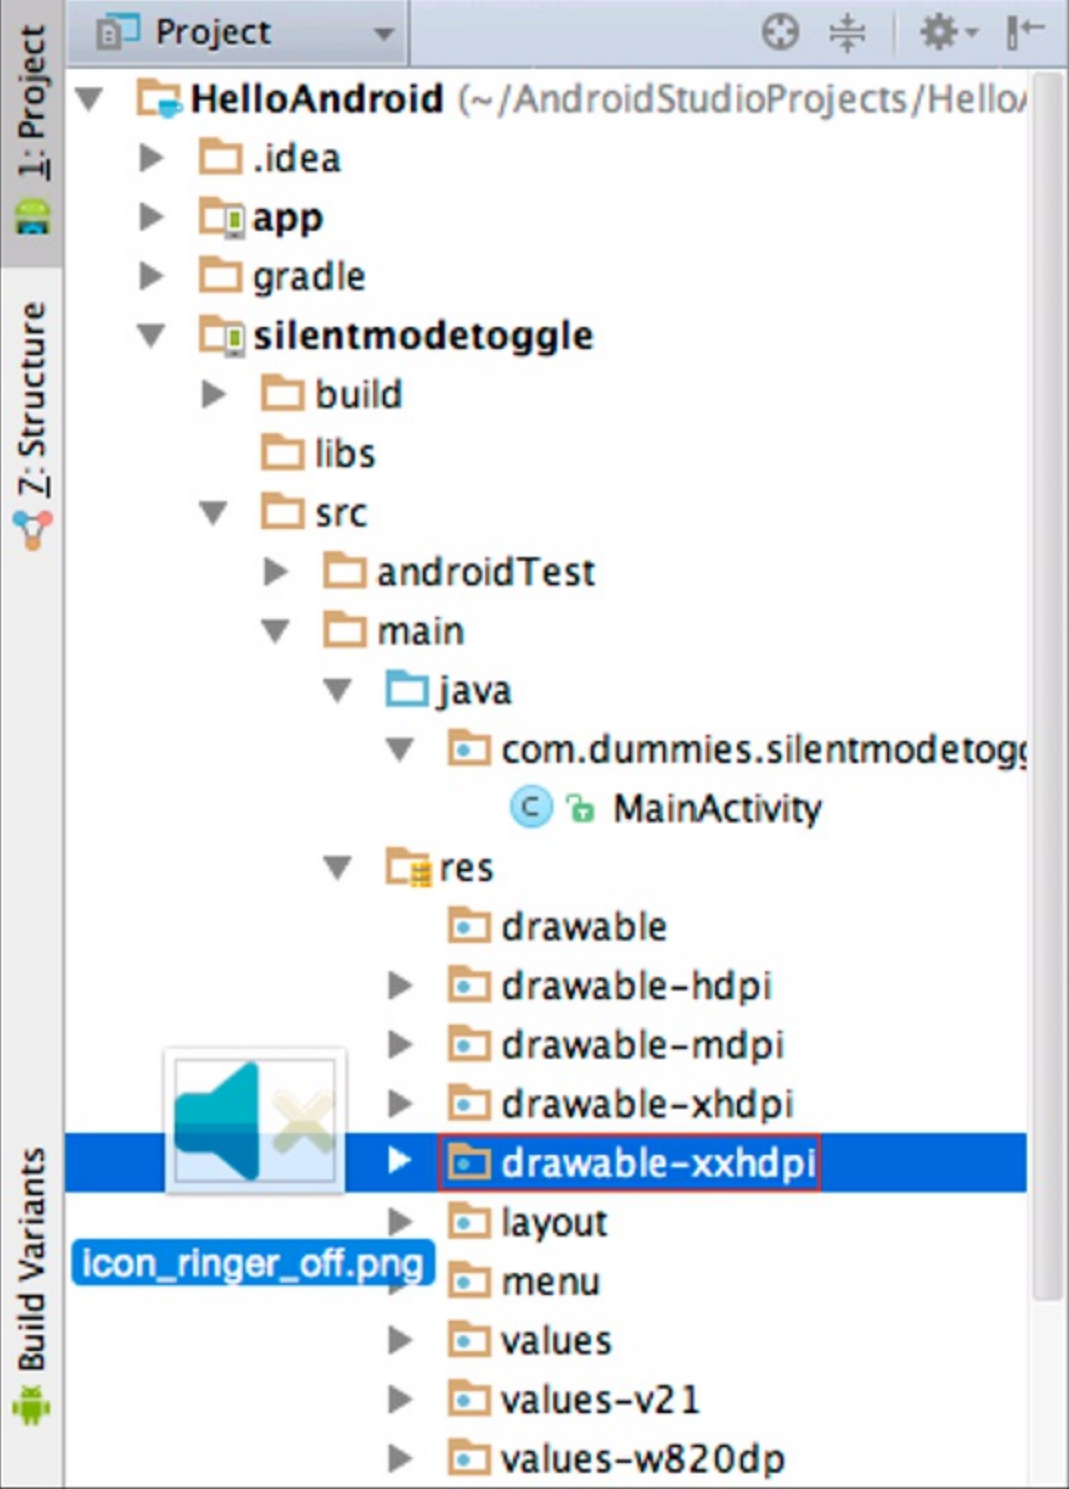 Project
1: Project
7: Structure
Build Variants
HelloAndroid (~/AndroidStudioProjects/Hello
.idea
app
gradle
silentmodetoggle
build
libs
src
androidTest
main
java
com.dummies.silentmodetogg
C MainActivity
res
drawable
drawable-hdpi
drawable-mdpi
drawable-xhdpi
drawable-xxhdpi
layout
icon_ringer_off.png
menu
values
values-v21
values-w820dp